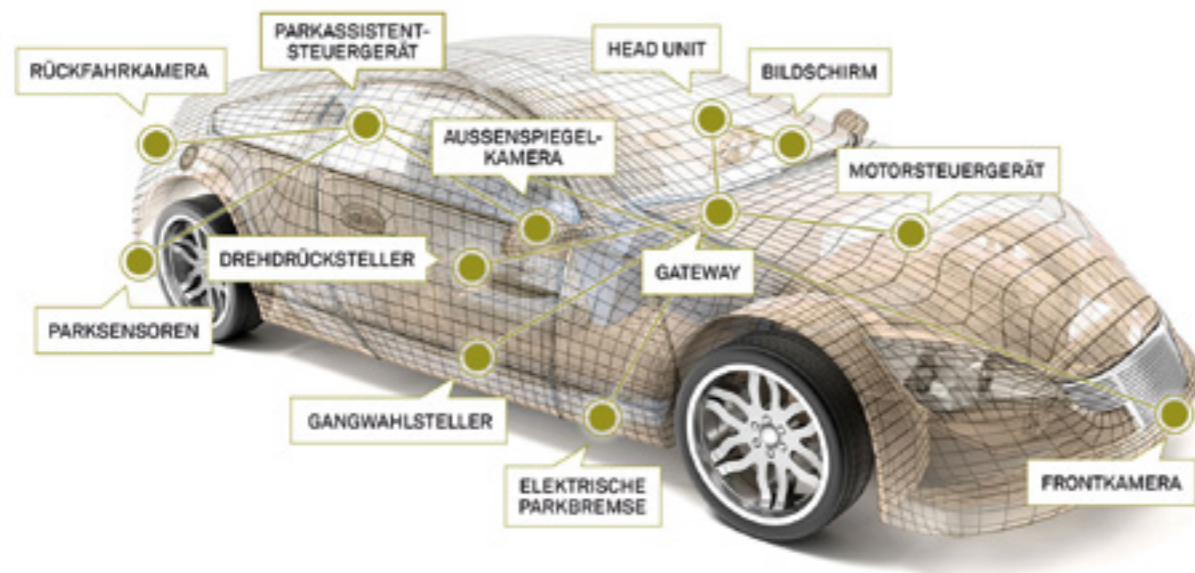 PARKASSISTENT-
STEUERGERÄT
HEAD UNIT
RÜCKFAHRKAMERA
BILDSCHIRM
AUSSENSPIEGEL-
KAMERA
MOTORSTEUERGERÄT
DREHDRÜCKSTELLER
GATEWAY
PARKSENSOREN
GANGWAHLSTELLER
ELEKTRISCHE
PARKBREMSE
FRONTKAMERA